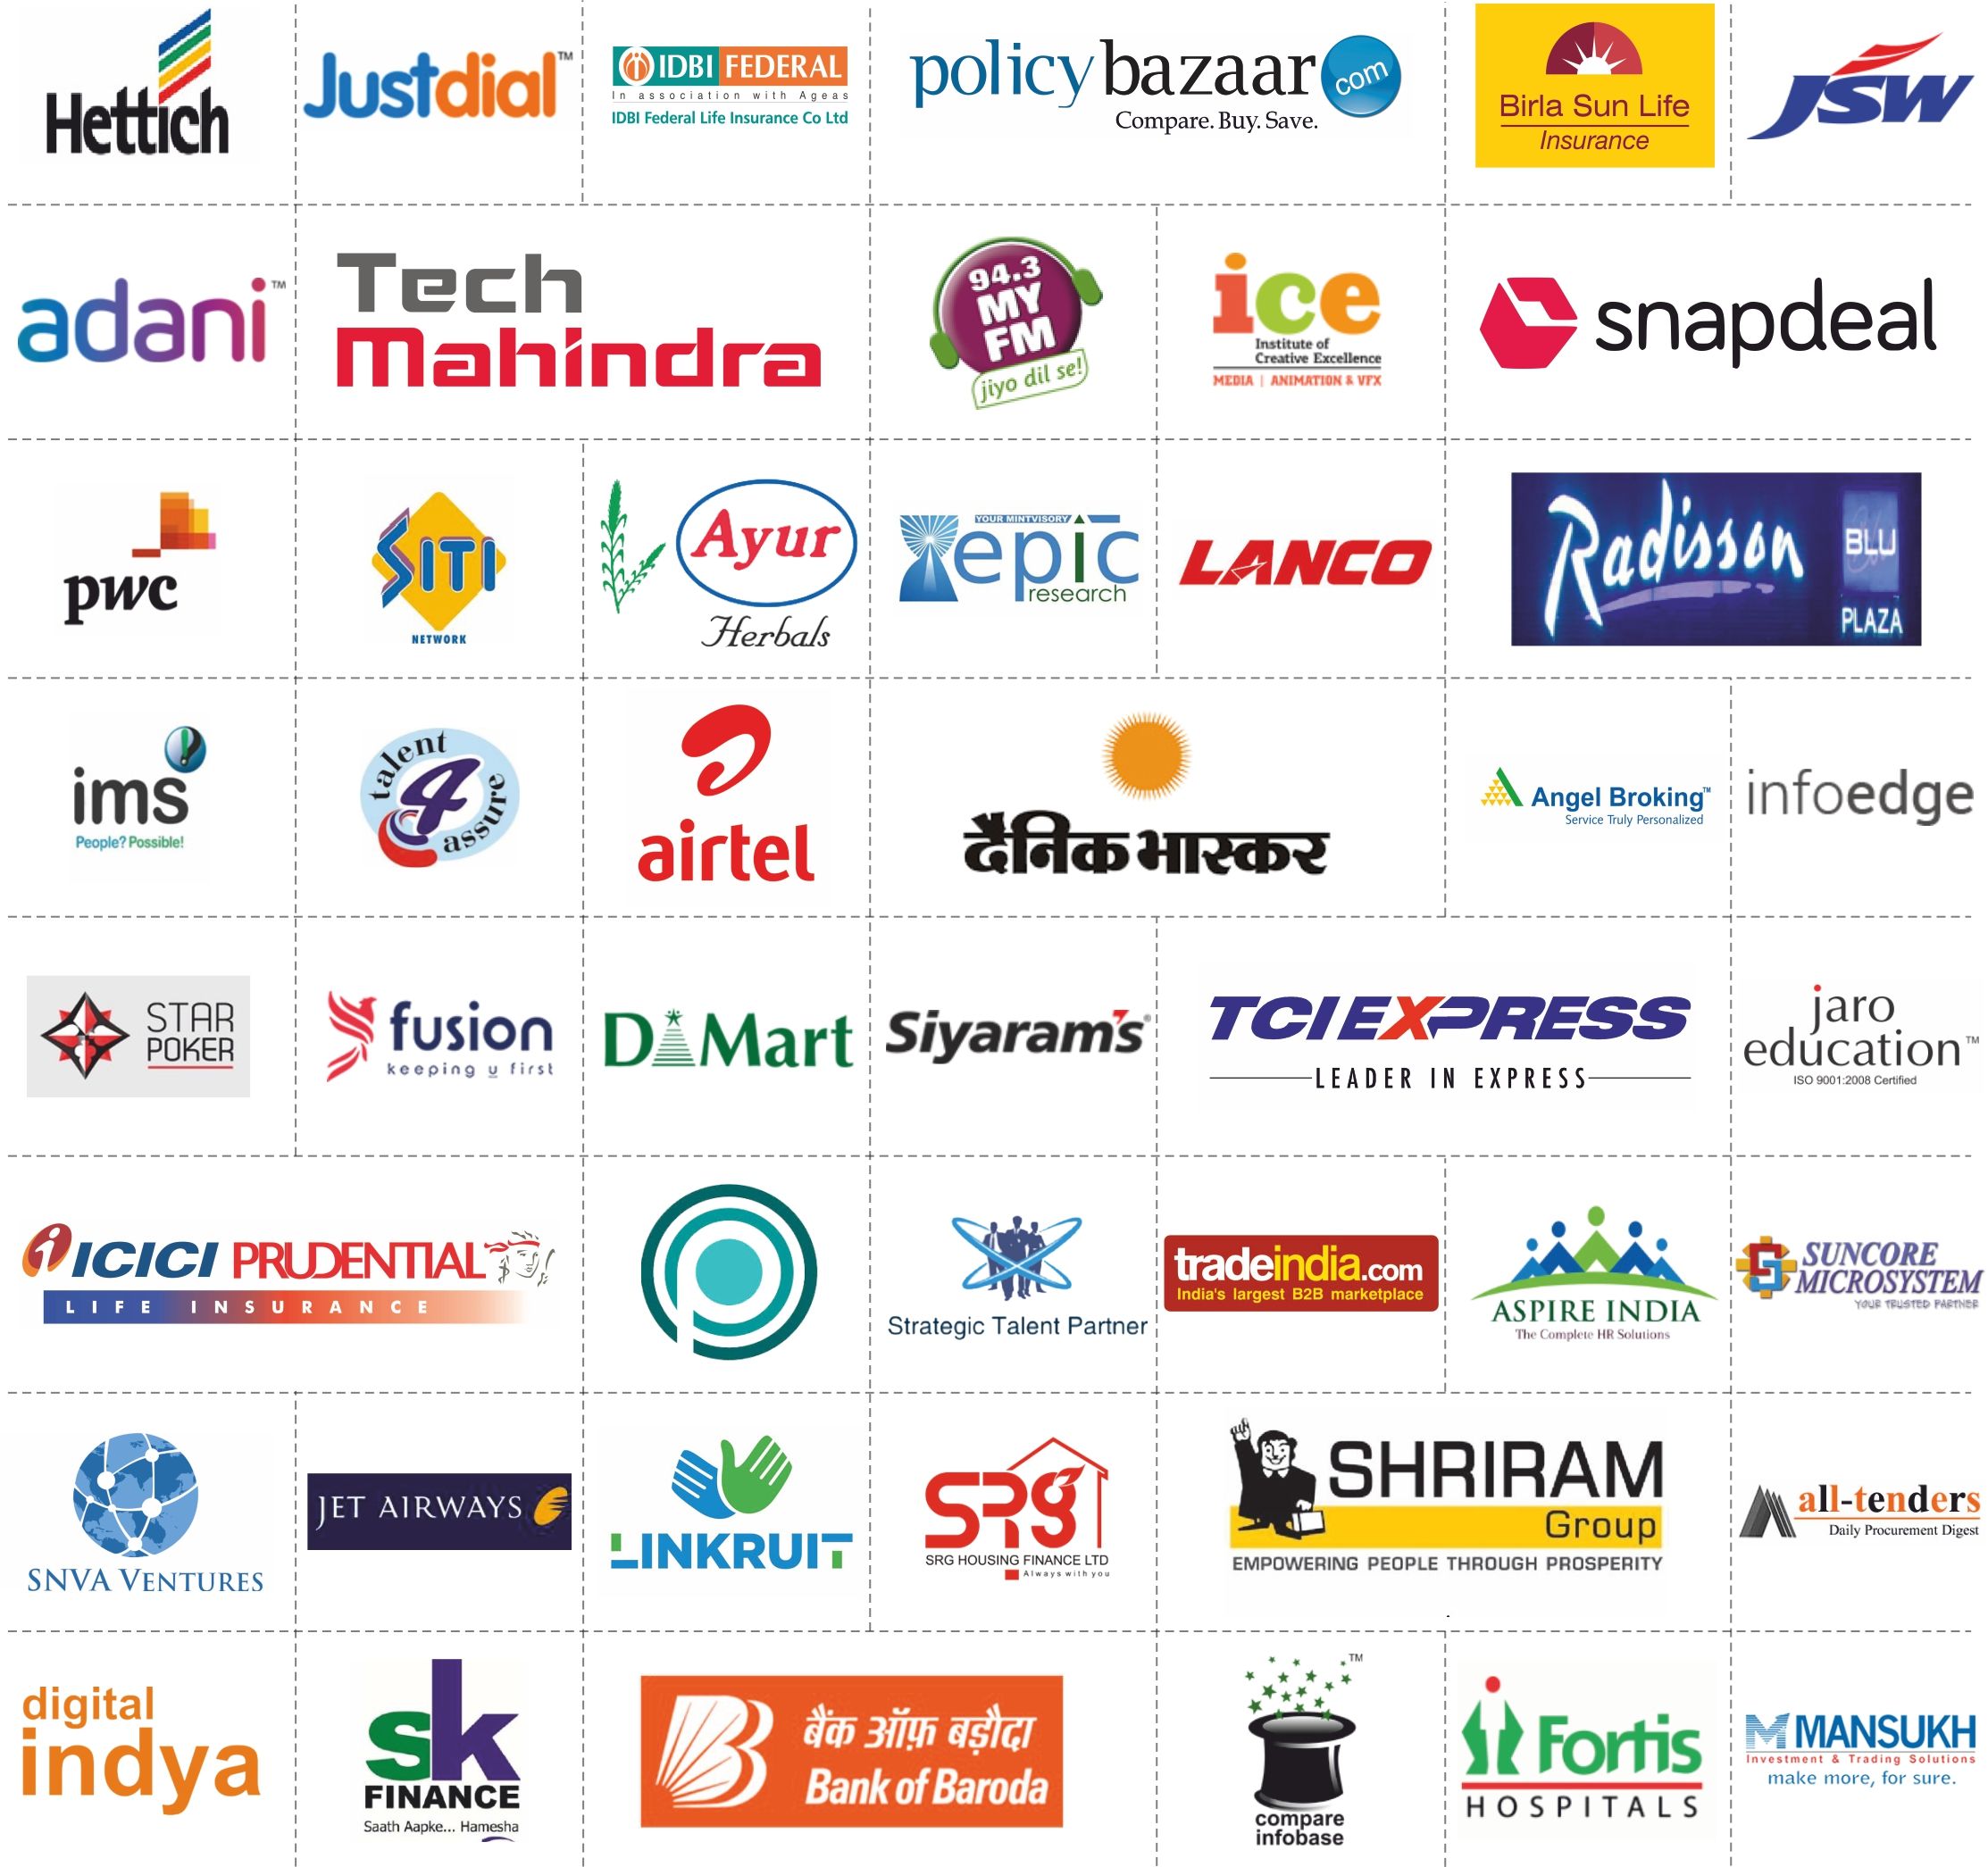 Hettich
Justdial™
IDBI FEDERAL
In association with Ageas
IDBI Federal Life Insurance Co Ltd
policybazaar.com
Compare. Buy. Save.
Birla Sun Life
Insurance
JSW
adani™
Tech
Mahindra
94.3
MY
FM
jiyo dil se!
ice
Institute of
Creative Excellence
MEDIA | ANIMATION & VFX
snapdeal
pwc
SITI
NETWORK
Ayur
Herbals
YOUR MINTVISORY
epic
research
LANCO
Radisson
BLU
PLAZA
ims
People? Possible!
talent
4
assure
airtel
दैनिक भास्कर
Angel Broking™
Service Truly Personalized
infoedge
STAR
POKER
fusion
keeping u first
D Mart
Siyaram's®
TCIEXPRESS
LEADER IN EXPRESS
jaro
education™
ISO 9001:2008 Certified
ICICI PRUDENTIAL
LIFE INSURANCE
Strategic Talent Partner
tradeindia.com
India's largest B2B marketplace
ASPIRE INDIA
The Complete HR Solutions
SUNCORE
MICROSYSTEM
YOUR TRUSTED PARTNER
SNVA VENTURES
JET AIRWAYS
LINKRUIT
SRG
SRG HOUSING FINANCE LTD
Always with you
SHRIRAM
Group
EMPOWERING PEOPLE THROUGH PROSPERITY
all-tenders
Daily Procurement Digest
digital
indya
sk
FINANCE
Saath Aapke... Hamesha
बैंक ऑफ़ बड़ौदा
Bank of Baroda
™
compare
infobase
Fortis
HOSPITALS
MANSUKH
Investment & Trading Solutions
make more, for sure.